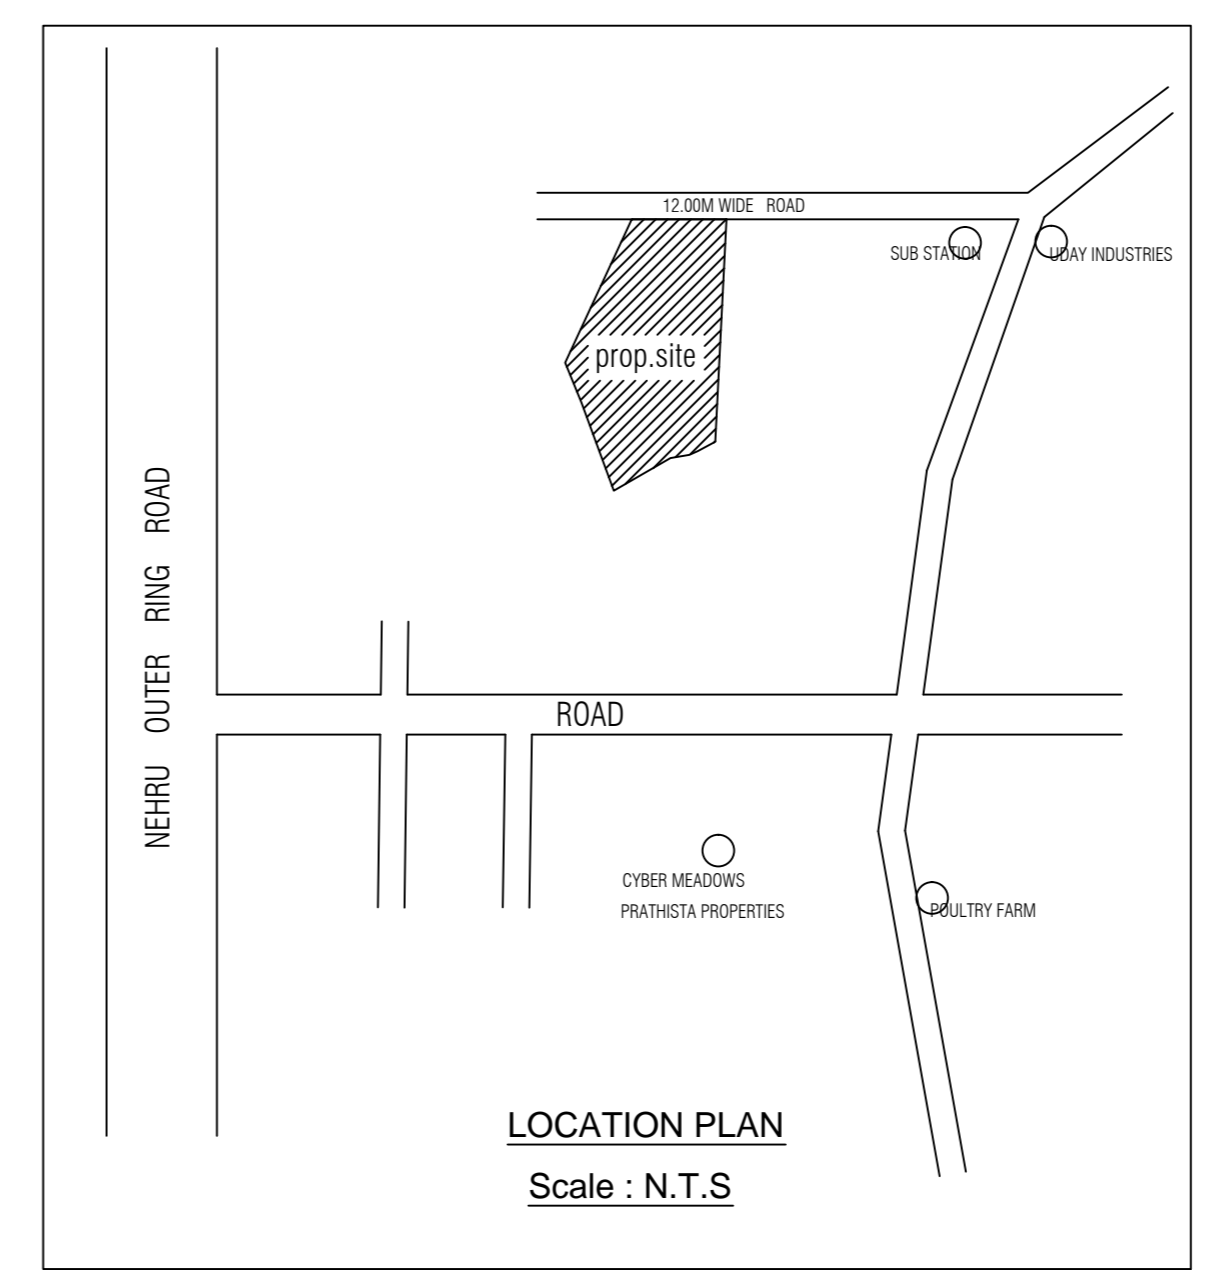 12.00M WIDE ROAD
SUB STATION
UDAY INDUSTRIES
prop.site
NEHRU OUTER RING ROAD
ROAD
CYBER MEADOWS
PRATHISTA PROPERTIES
POULTRY FARM
LOCATION PLAN
Scale : N.T.S